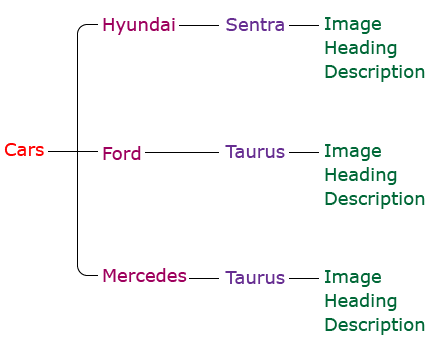 Hyundai Sentra Image
Heading
Description
Cars Ford Taurus Image
Heading
Description
Mercedes Taurus Image
Heading
Description